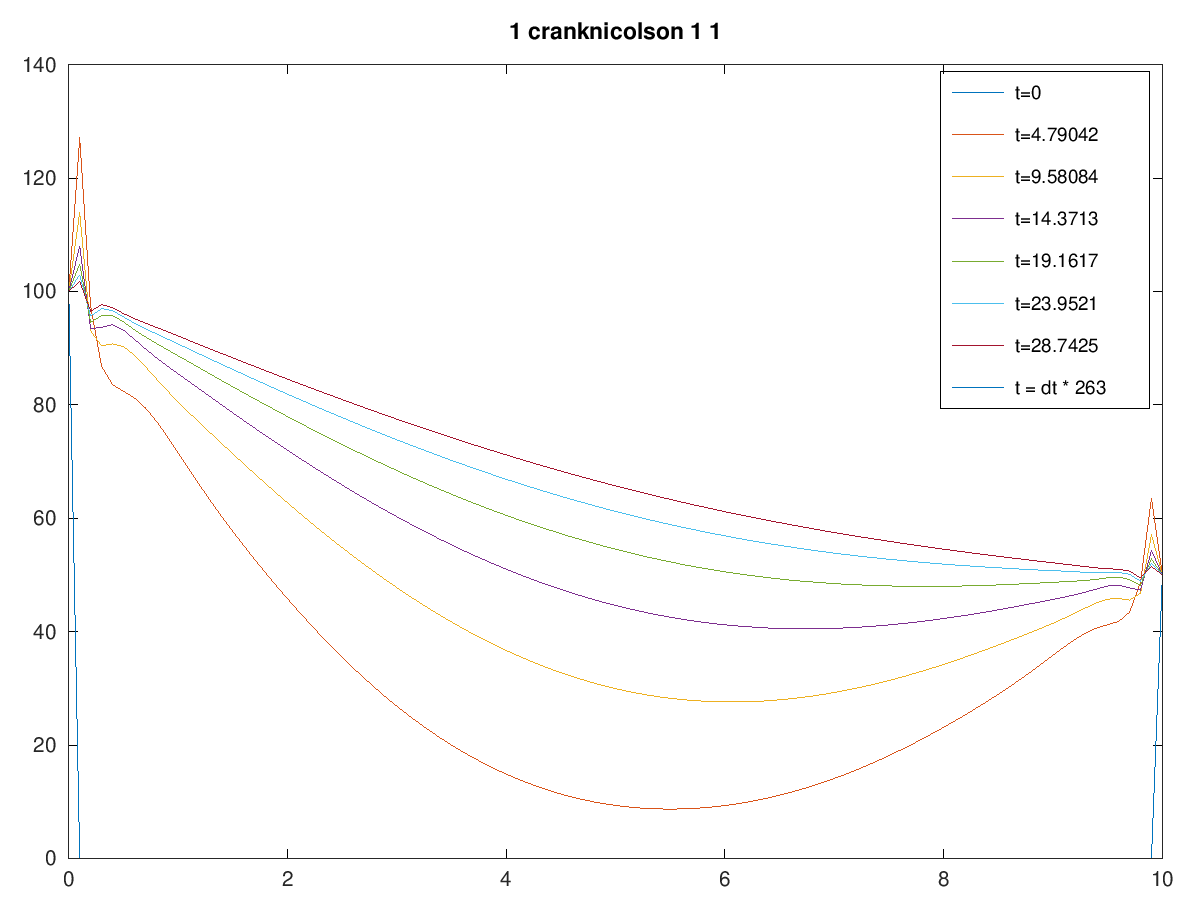 1 cranknicolson 1 1
140
120
100
80
60
40
20
0
0 2 4 6 8 10
t=0
t=4.79042
t=9.58084
t=14.3713
t=19.1617
t=23.9521
t=28.7425
t = dt * 263